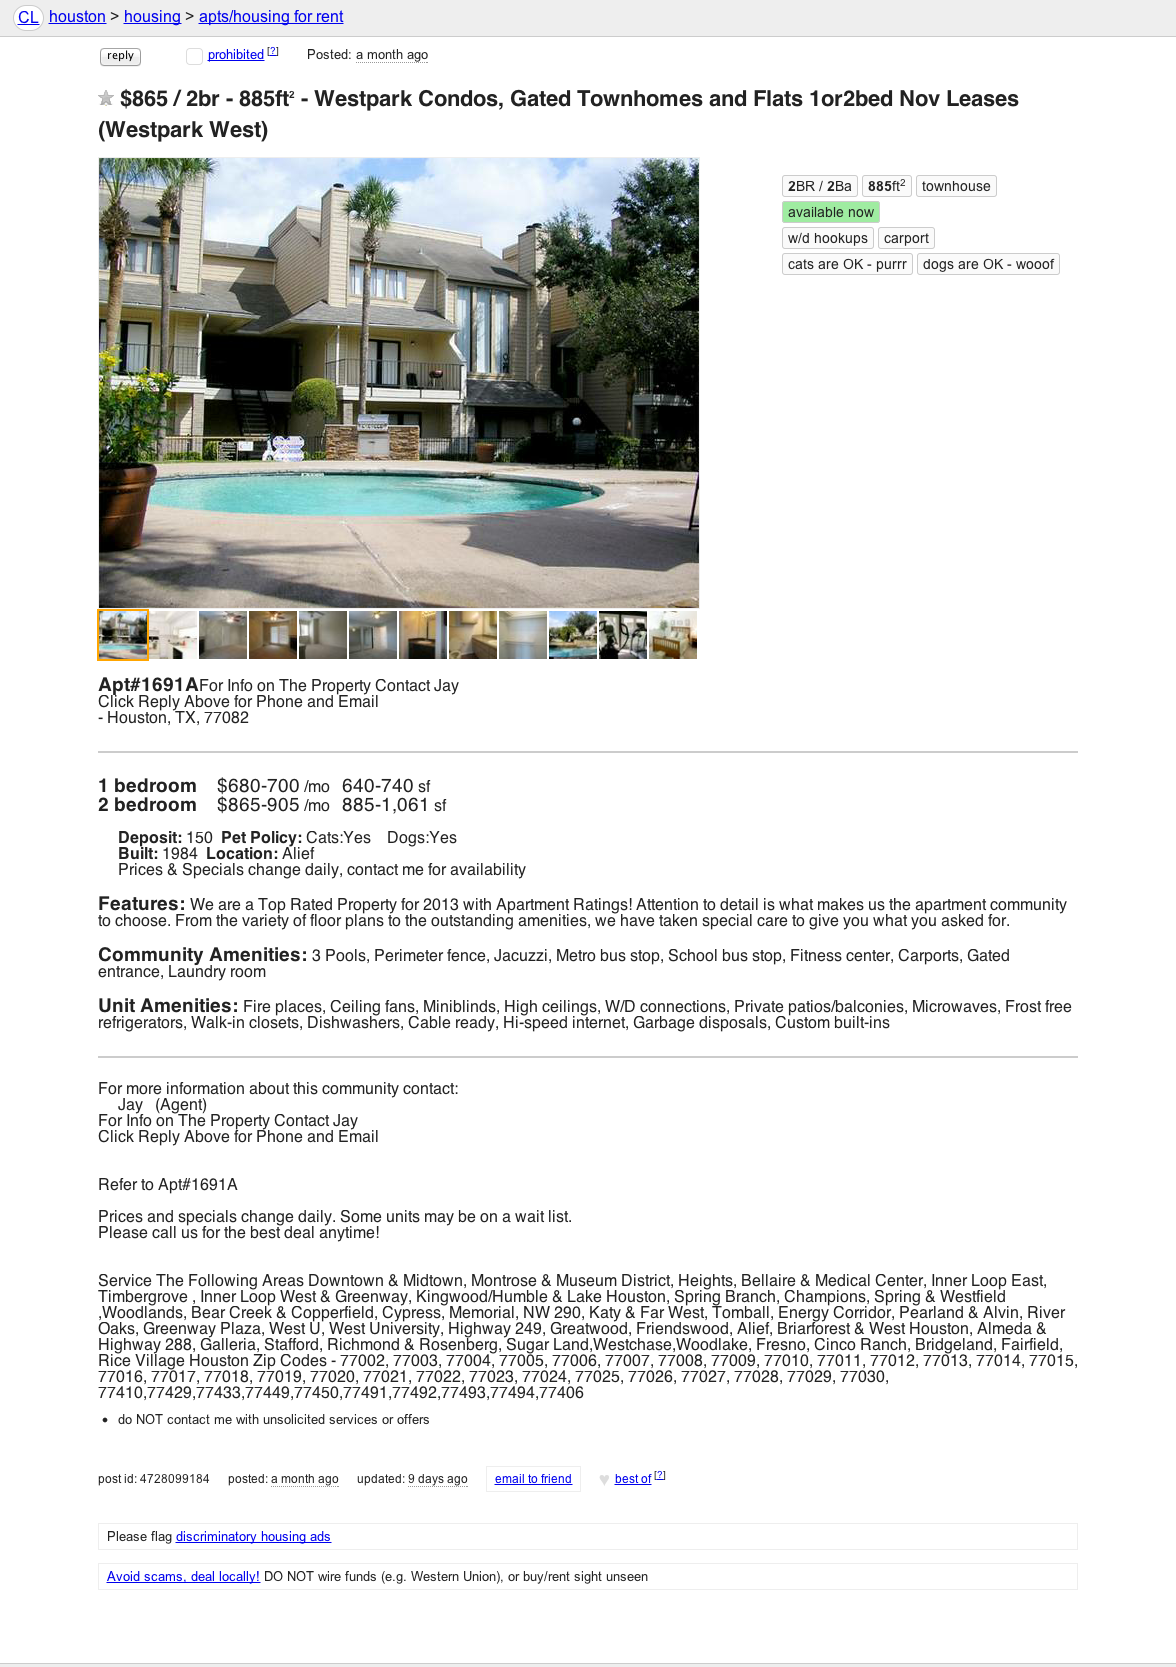 CL houston > housing > apts/housing for rent
reply prohibited [?] Posted: a month ago
$865 / 2br - 885ft² - Westpark Condos, Gated Townhomes and Flats 1or2bed Nov Leases
(Westpark West)
2BR / 2Ba 885ft² townhouse
available now
w/d hookups carport
cats are OK - purrr dogs are OK - wooof
Apt#1691AFor Info on The Property Contact Jay
Click Reply Above for Phone and Email
- Houston, TX, 77082
1 bedroom $680-700 /mo 640-740 sf
2 bedroom $865-905 /mo 885-1,061 sf
Deposit: 150 Pet Policy: Cats:Yes Dogs:Yes
Built: 1984 Location: Alief
Prices & Specials change daily, contact me for availability
Features: We are a Top Rated Property for 2013 with Apartment Ratings! Attention to detail is what makes us the apartment community
to choose. From the variety of floor plans to the outstanding amenities, we have taken special care to give you what you asked for.
Community Amenities: 3 Pools, Perimeter fence, Jacuzzi, Metro bus stop, School bus stop, Fitness center, Carports, Gated
entrance, Laundry room
Unit Amenities: Fire places, Ceiling fans, Miniblinds, High ceilings, W/D connections, Private patios/balconies, Microwaves, Frost free
refrigerators, Walk-in closets, Dishwashers, Cable ready, Hi-speed internet, Garbage disposals, Custom built-ins
For more information about this community contact:
Jay (Agent)
For Info on The Property Contact Jay
Click Reply Above for Phone and Email
Refer to Apt#1691A
Prices and specials change daily. Some units may be on a wait list.
Please call us for the best deal anytime!
Service The Following Areas Downtown & Midtown, Montrose & Museum District, Heights, Bellaire & Medical Center, Inner Loop East,
Timbergrove , Inner Loop West & Greenway, Kingwood/Humble & Lake Houston, Spring Branch, Champions, Spring & Westfield
,Woodlands, Bear Creek & Copperfield, Cypress, Memorial, NW 290, Katy & Far West, Tomball, Energy Corridor, Pearland & Alvin, River
Oaks, Greenway Plaza, West U, West University, Highway 249, Greatwood, Friendswood, Alief, Briarforest & West Houston, Almeda &
Highway 288, Galleria, Stafford, Richmond & Rosenberg, Sugar Land,Westchase,Woodlake, Fresno, Cinco Ranch, Bridgeland, Fairfield,
Rice Village Houston Zip Codes - 77002, 77003, 77004, 77005, 77006, 77007, 77008, 77009, 77010, 77011, 77012, 77013, 77014, 77015,
77016, 77017, 77018, 77019, 77020, 77021, 77022, 77023, 77024, 77025, 77026, 77027, 77028, 77029, 77030,
77410,77429,77433,77449,77450,77491,77492,77493,77494,77406
• do NOT contact me with unsolicited services or offers
post id: 4728099184 posted: a month ago updated: 9 days ago email to friend ♥ best of [?]
Please flag discriminatory housing ads
Avoid scams, deal locally! DO NOT wire funds (e.g. Western Union), or buy/rent sight unseen